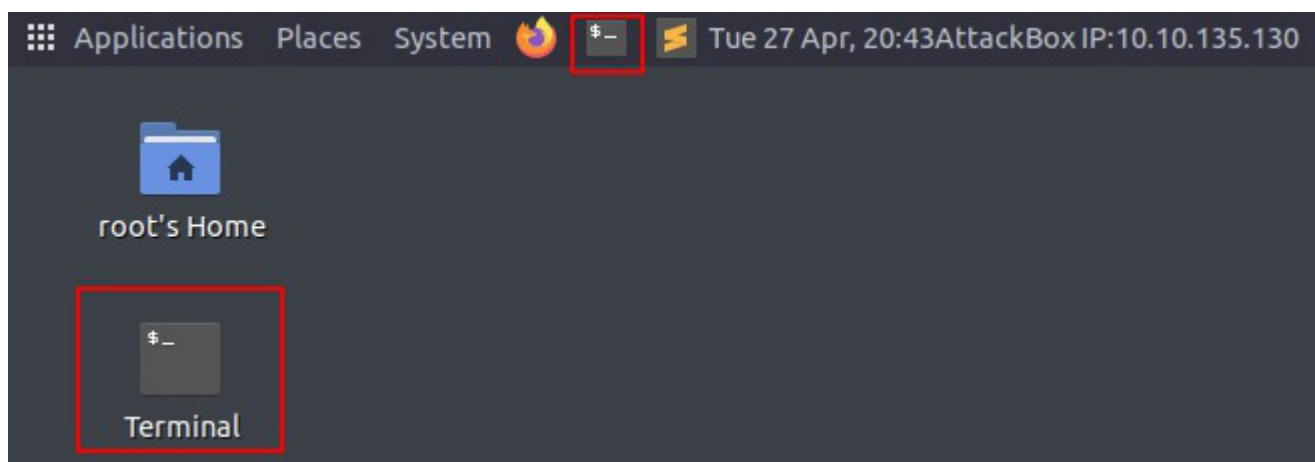 Applications Places System $_ Tue 27 Apr, 20:43AttackBox IP:10.10.135.130
root's Home
$_
Terminal